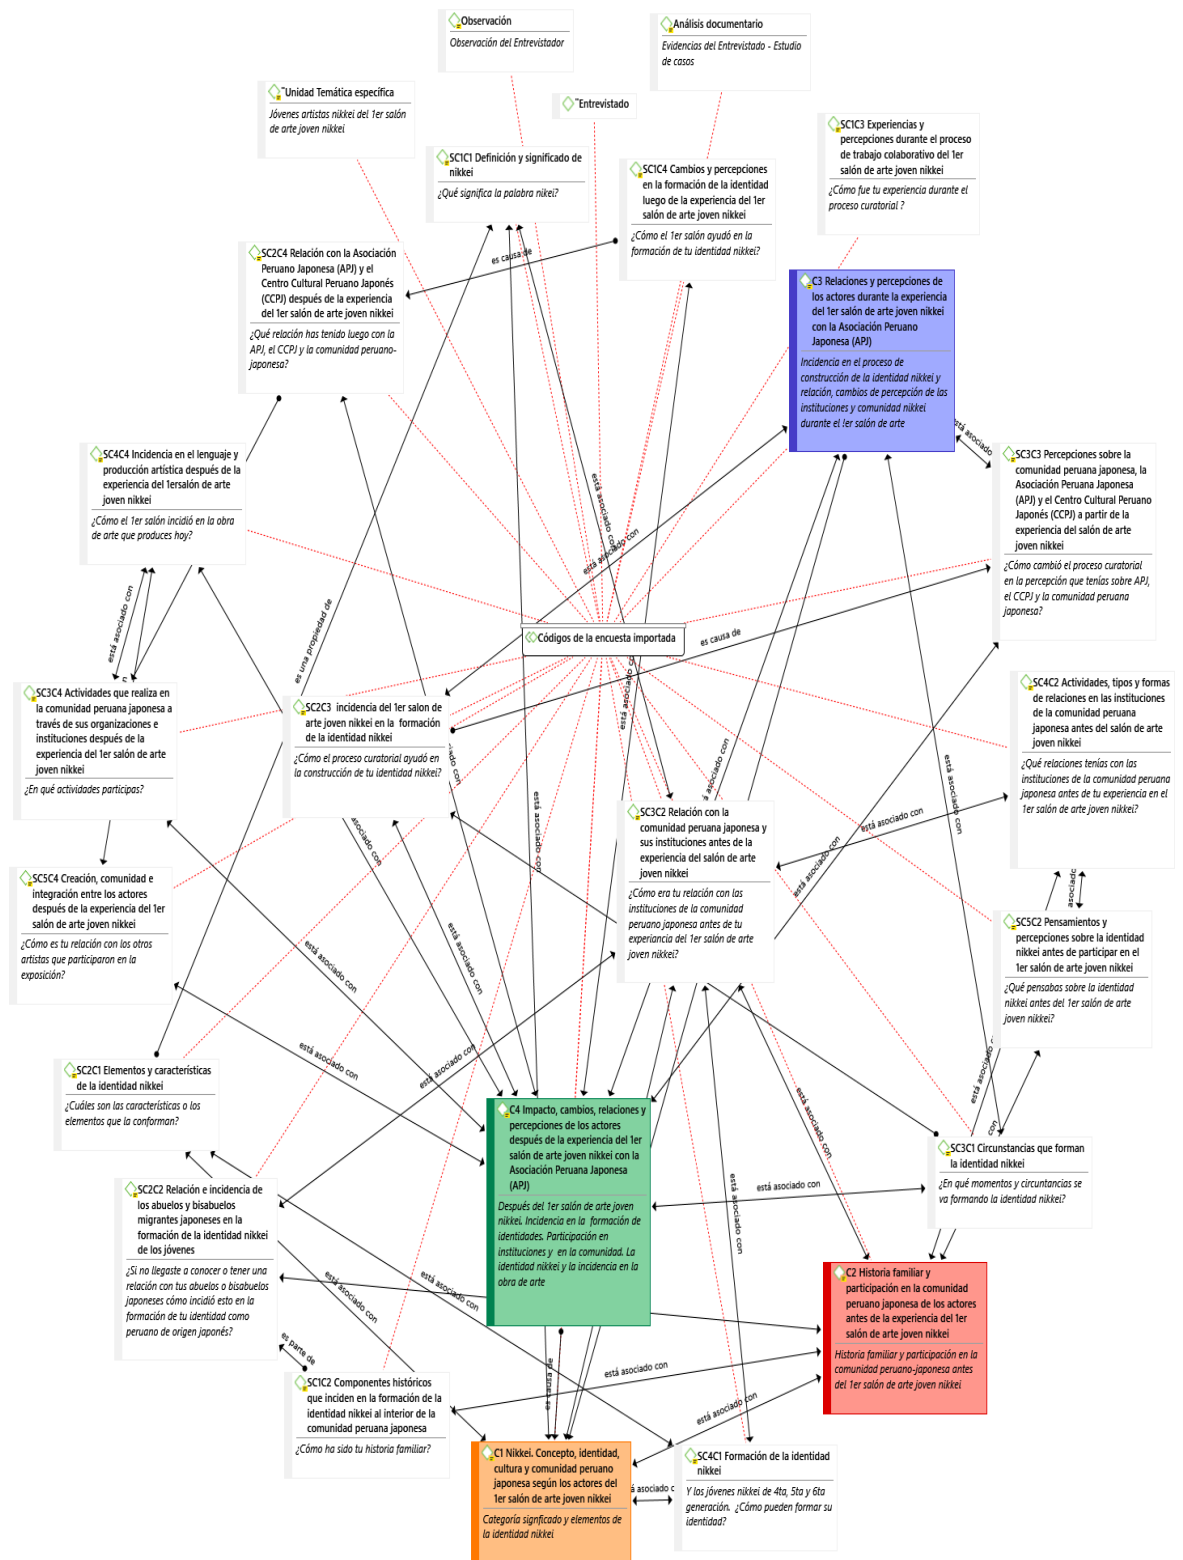 Observación
Observación del Entrevistador
Análisis documentario
Evidencias del Entrevistado - Estudio
de casos
¨Unidad Temática específica
Jóvenes artistas nikkei del 1er salón
de arte joven nikkei
¨Entrevistado
SC1C3 Experiencias y
percepciones durante el proceso
de trabajo colaborativo del 1er
salón de arte joven nikkei
¿Cómo fue tu experiencia durante el
proceso curatorial ?
SC1C1 Definición y significado de
nikkei
¿Qué significa la palabra nikei?
SC1C4 Cambios y percepciones
en la formación de la identidad
luego de la experiencia del 1er
salón de arte joven nikkei
¿Cómo el 1er salón ayudó en la
formación de tu identidad nikkei?
SC2C4 Relación con la Asociación
Peruano Japonesa (APJ) y el
Centro Cultural Peruano Japonés
(CCPJ) después de la experiencia
del 1er salón de arte joven nikkei
¿Qué relación has tenido luego con la
APJ, el CCPJ y la comunidad peruano-
japonesa?
es causa de
C3 Relaciones y percepciones de
los actores durante la experiencia
del 1er salón de arte joven nikkei
con la Asociación Peruano
Japonesa (APJ)
Incidencia en el proceso de
construcción de la identidad nikkei y
relación, cambios de percepción de las
instituciones y comunidad nikkei
durante el !er salón de arte
está asociado
SC4C4 Incidencia en el lenguaje y
producción artística después de la
experiencia del 1ersalón de arte
joven nikkei
¿Cómo el 1er salón incidió en la obra
de arte que produces hoy?
SC3C3 Percepciones sobre la
comunidad peruana japonesa, la
Asociación Peruana Japonesa
(APJ) y el Centro Cultural Peruano
Japonés (CCPJ) a partir de la
experiencia del salón de arte
joven nikkei
¿Cómo cambió el proceso curatorial
en la percepción que tenías sobre APJ,
el CCPJ y la comunidad peruana
japonesa?
está asociado con
está asociado con
está asociado con
es una propiedad de
Códigos de la encuesta importada
es causa de
SC3C4 Actividades que realiza en
la comunidad peruana japonesa a
través de sus organizaciones e
instituciones después de la
experiencia del 1er salón de arte
joven nikkei
¿En qué actividades participas?
SC2C3 incidencia del 1er salon de
arte joven nikkei en la formación
de la identidad nikkei
¿Cómo el proceso curatorial ayudó en
la construcción de tu identidad nikkei?
está asociado co
SC4C2 Actividades, tipos y formas
de relaciones en las instituciones
de la comunidad peruana
japonesa antes del salón de arte
joven nikkei
¿Qué relaciones tenías con las
instituciones de la comunidad peruana
japonesa antes de tu experiencia en el
1er salón de arte joven nikkei?
está asociado con
está asociado con
está asociado con
está asociado con
SC3C2 Relación con la
comunidad peruana japonesa y
sus instituciones antes de la
experiencia del salón de arte
joven nikkei
¿Cómo era tu relación con las
instituciones de la comunidad
peruano japonesa antes de tu
experiencia del 1er salón de arte
joven nikkei?
está asociado con
SC5C4 Creación, comunidad e
integración entre los actores
después de la experiencia del 1er
salón de arte joven nikkei
¿Cómo es tu relación con los otros
artistas que participaron en la
exposición?
SC5C2 Pensamientos y
percepciones sobre la identidad
nikkei antes de participar en el
1er salón de arte joven nikkei
¿Qué pensabas sobre la identidad
nikkei antes del 1er salón de arte
joven nikkei?
está asociado con
está asociado con
está asociado con
está asociado con
SC2C1 Elementos y características
de la identidad nikkei
¿Cuáles son las características o los
elementos que la conforman?
C4 Impacto, cambios, relaciones y
percepciones de los actores
después de la experiencia del 1er
salón de arte joven nikkei con la
Asociación Peruana Japonesa
(APJ)
Después del 1er salón de arte joven
nikkei. Incidencia en la formación de
identidades. Participación en
instituciones y en la comunidad. La
identidad nikkei y la incidencia en la
obra de arte
está asociado con
SC3C1 Circunstancias que forman
la identidad nikkei
¿En qué momentos y circuntancias se
va formando la identidad nikkei?
está asociado con
está asociado con
SC2C2 Relación e incidencia de
los abuelos y bisabuelos
migrantes japoneses en la
formación de la identidad nikkei
de los jóvenes
¿Si no llegaste a conocer o tener una
relación con tus abuelos o bisabuelos
japoneses cómo incidió esto en la
formación de tu identidad como
peruano de origen japonés?
está asociado con
está asociado con
C2 Historia familiar y
participación en la comunidad
peruano japonesa de los actores
antes de la experiencia del 1er
salón de arte joven nikkei
Historia familiar y participación en la
comunidad peruano-japonesa antes
del 1er salón de arte joven nikkei
es parte de
SC1C2 Componentes históricos
que inciden en la formación de la
identidad nikkei al interior de la
comunidad peruana japonesa
¿Cómo ha sido tu historia familiar?
es causa de
está asociado con
está asociado con
C1 Nikkei. Concepto, identidad,
cultura y comunidad peruano
japonesa según los actores del
1er salón de arte joven nikkei
Categoría signficado y elementos de
la identidad nikkei
SC4C1 Formación de la identidad
nikkei
Y los jóvenes nikkei de 4ta, 5ta y 6ta
generación. ¿Cómo pueden formar su
identidad?